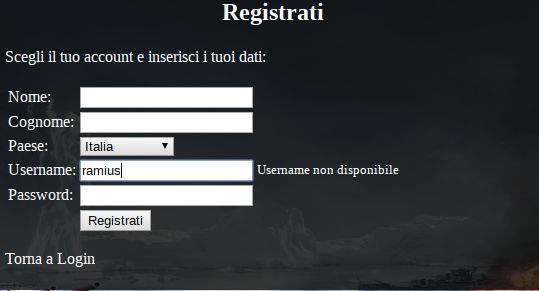 Registrati
Scegli il tuo account e inserisci i tuoi dati:
Nome:
Cognome:
Paese: Italia
Username: ramius Username non disponibile
Password:
Registrati
Torna a Login